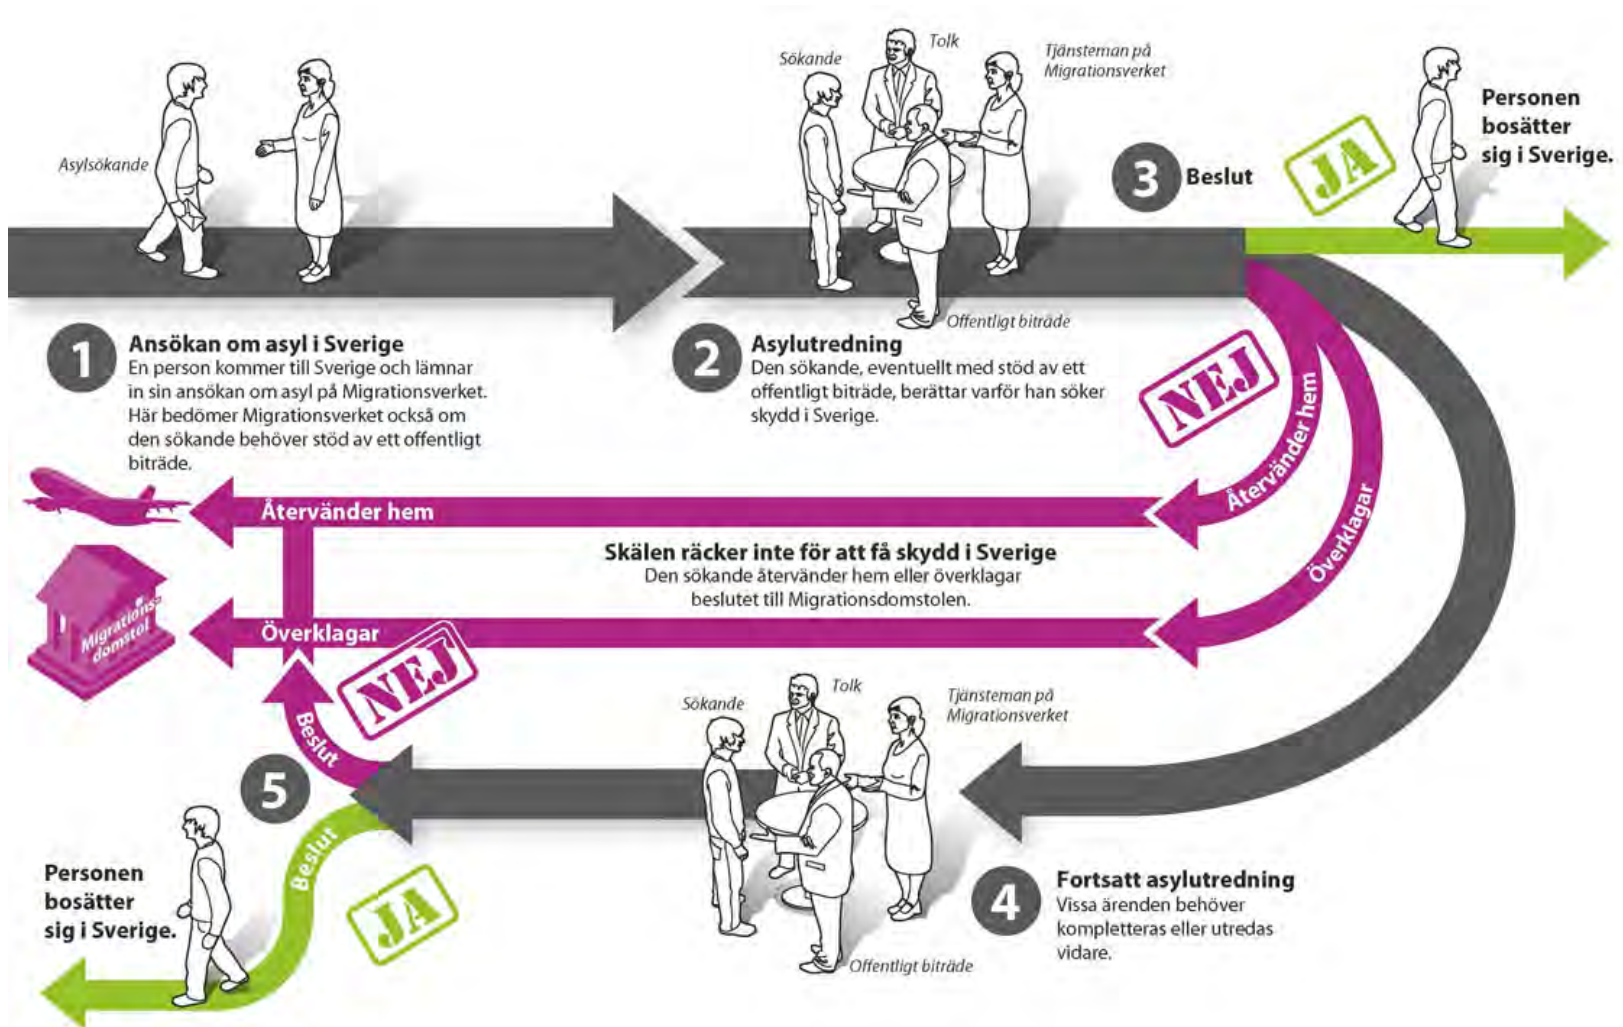 Asylsökande
Sökande
Tolk
Tjänsteman på
Migrationsverket
Offentligt biträde
3 Beslut
JA
Personen
bosätter
sig i Sverige.
1 Ansökan om asyl i Sverige
En person kommer till Sverige och lämnar
in sin ansökan om asyl på Migrationsverket.
Här bedömer Migrationsverket också om
den sökande behöver stöd av ett offentligt
biträde.
2 Asylutredning
Den sökande, eventuellt med stöd av ett
offentligt biträde, berättar varför han söker
skydd i Sverige.
NEJ
Återvänder hem
Överklagar
Återvänder hem
Skälen räcker inte för att få skydd i Sverige
Den sökande återvänder hem eller överklagar
beslutet till Migrationsdomstolen.
Migrations-
domstol
Överklagar
NEJ
Beslut
5
Sökande
Tolk
Tjänsteman på
Migrationsverket
Offentligt biträde
4 Fortsatt asylutredning
Vissa ärenden behöver
kompletteras eller utredas
vidare.
Beslut
JA
Personen
bosätter
sig i Sverige.